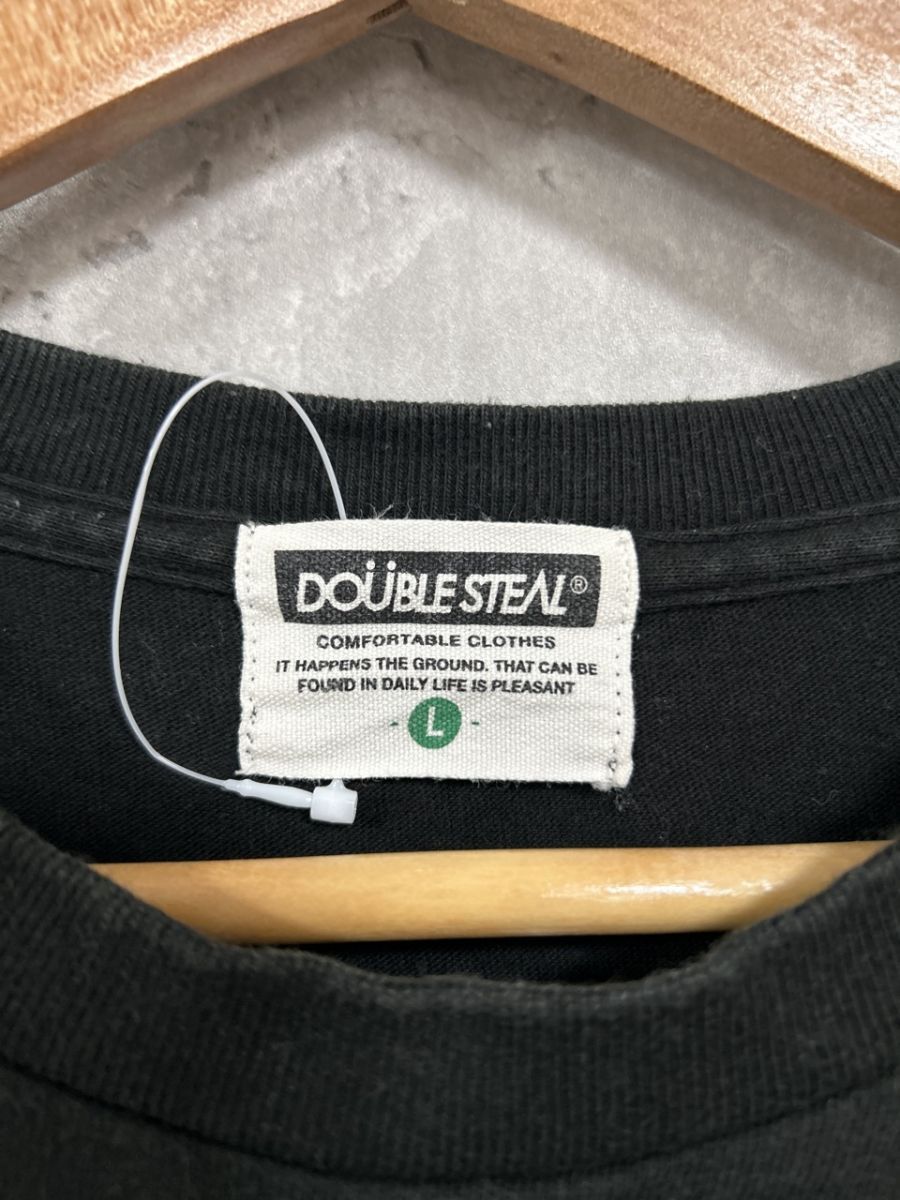 DOÜBLE STEAL®
COMFORTABLE CLOTHES
IT HAPPENS THE GROUND. THAT CAN BE
FOUND IN DAILY LIFE IS PLEASANT
- L -